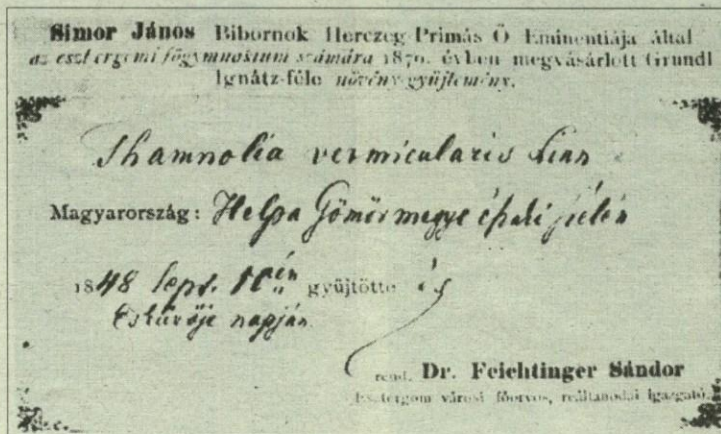 Simor János Bibornok Herczeg-Primás Ő Eminentiája által
az esztergomi főgymnasium számára 1870. évben megvásárlott Grundl
Ignátz-féle növény-gyüjtemény.
Thamnolia vermicularis Linn
Magyarország: Helpa Gömörmegye
1848 Sept. 10én gyüjtötte és
Esküvője napján
rend. Dr. Feichtinger Sándor
Esztergom városi főorvos, reáltanodai igazgató.